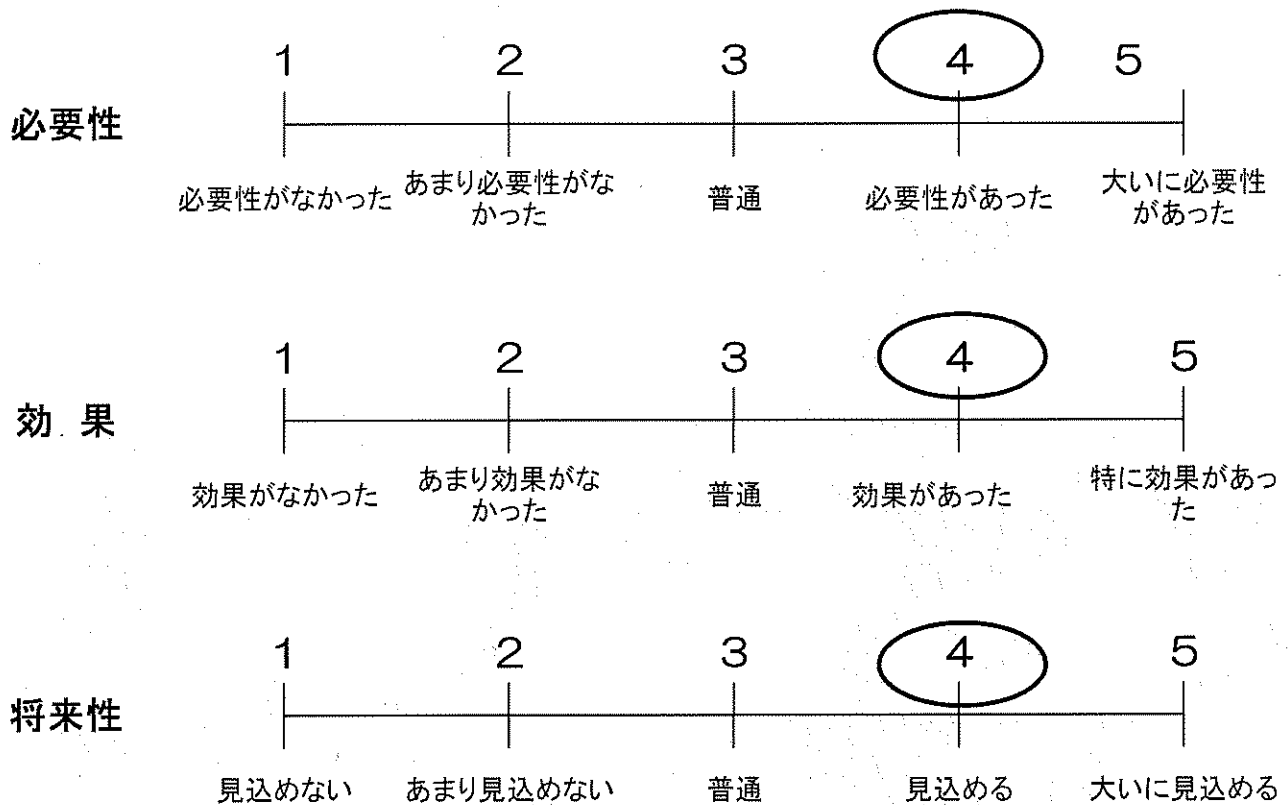 1 2 3 4 5
必要性
必要性がなかった あまり必要性がな
かった 普通 必要性があった 大いに必要性
があった
1 2 3 4 5
効 果
効果がなかった あまり効果がな
かった 普通 効果があった 特に効果があっ
た
1 2 3 4 5
将来性
見込めない あまり見込めない 普通 見込める 大いに見込める